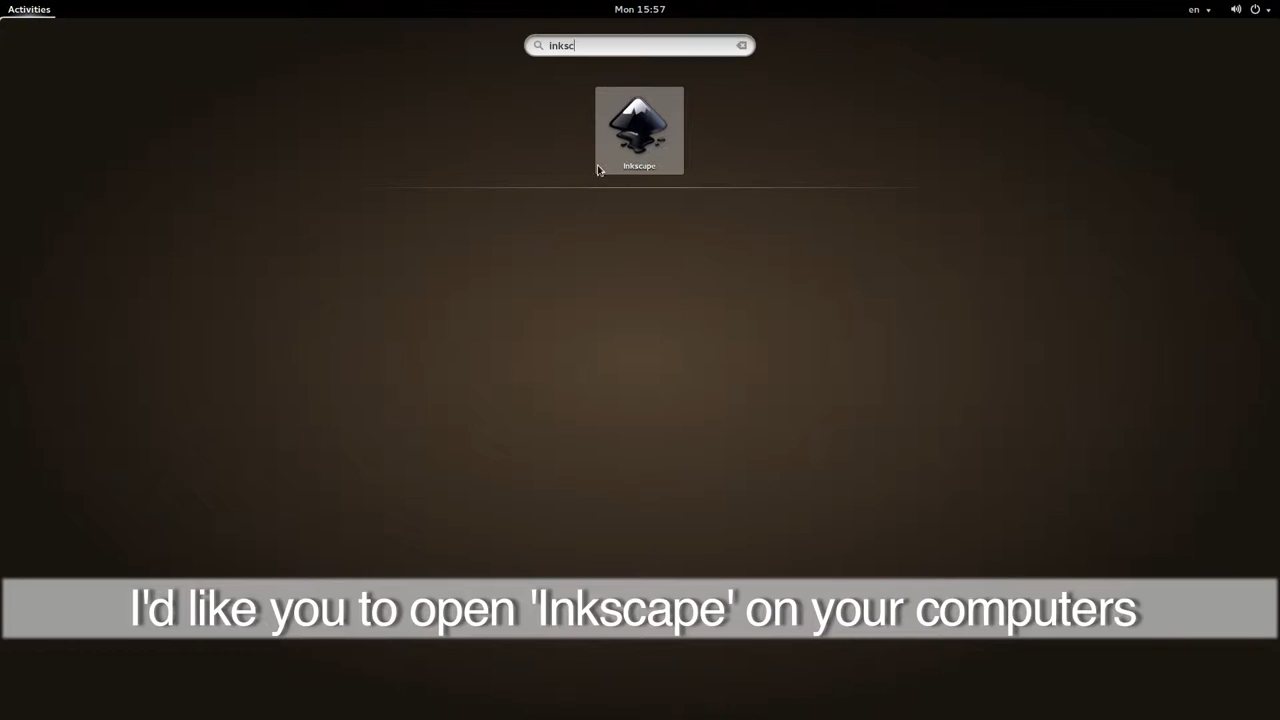 Activities
Mon 15:57
en
inksc
Inkscape
I'd like you to open 'Inkscape' on your computers